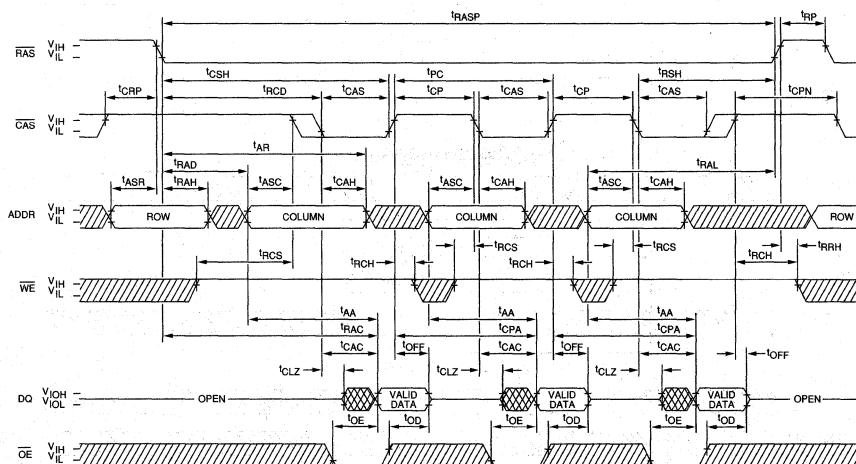 tRASP tRP
RAS VIH
VIL
tCSH tPC tRSH
tCRP tRCD tCAS tCP tCAS tCP tCAS tCPN
CAS VIH
VIL
tAR
tRAD tRAL
tASR tRAH tASC tCAH tASC tCAH tASC tCAH
ADDR VIH
VIL
ROW COLUMN COLUMN COLUMN ROW
tRCS tRCH tRCS tRCH tRCS tRCH tRRH
WE VIH
VIL
tAA tAA tAA
tRAC tCPA tCPA
tCAC tOFF tCAC tOFF tCAC tOFF
tCLZ tCLZ tCLZ
DQ VIOH
VIOL
OPEN VALID DATA VALID DATA VALID DATA OPEN
tOE tOD tOE tOD tOE tOD
OE VIH
VIL